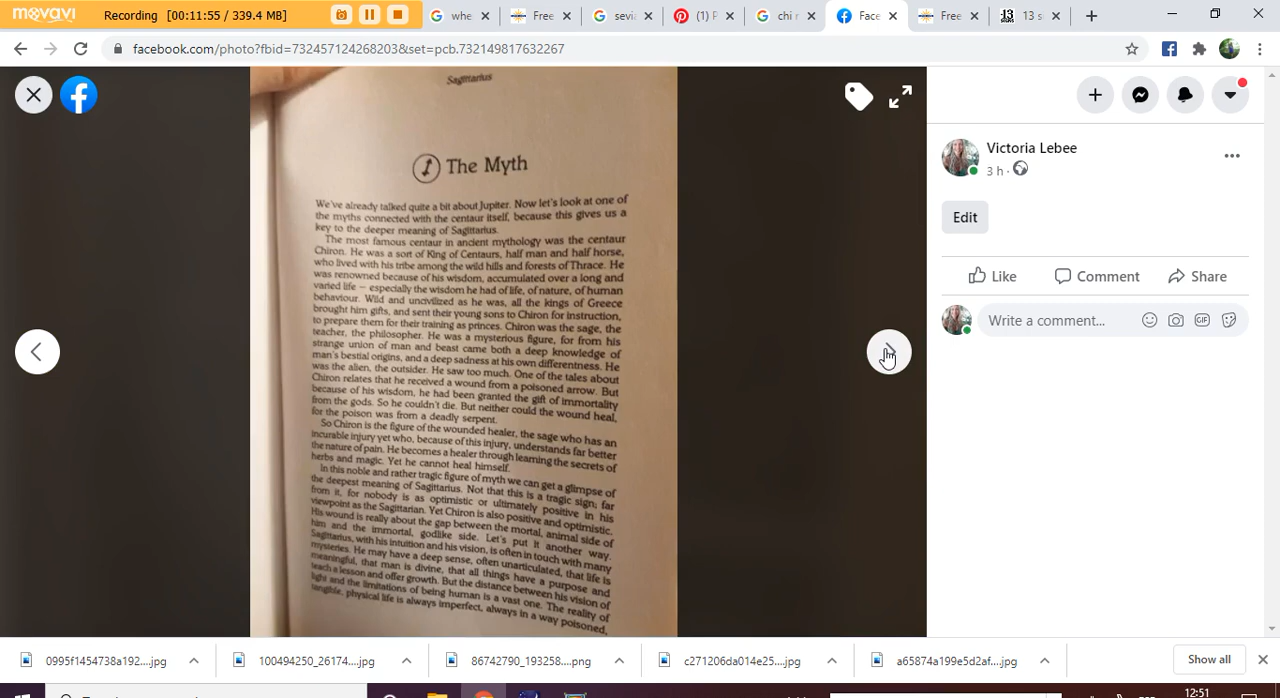 movavi
Recording [00:11:55 / 339.4 MB]
whe
Free
sevi
(1) P
chi r
Face
Free
13 s
facebook.com/photo?fbid=732457124268203&set=pcb.732149817632267
Sagittarius
The Myth
We've already talked quite a bit about Jupiter. Now let's look at one of
the myths connected with the centaur itself, because this gives us a
key to the deeper meaning of Sagittarius.
The most famous centaur in ancient mythology was the centaur
Chiron. He was a sort of King of Centaurs, half man and half horse,
who lived with his tribe among the wild hills and forests of Thrace. He
was renowned because of his wisdom, accumulated over a long and
varied life — especially the wisdom he had of life, of nature, of human
behaviour. Wild and uncivilized as he was, all the kings of Greece
brought him gifts, and sent their young sons to Chiron for instruction,
to prepare them for their training as princes. Chiron was the sage, the
teacher, the philosopher. He was a mysterious figure, for from his
strange union of man and beast came both a deep knowledge of
man's bestial origins, and a deep sadness at his own differentness. He
was the alien, the outsider. He saw too much. One of the tales about
Chiron relates that he received a wound from a poisoned arrow. But
because of his wisdom, he had been granted the gift of immortality
from the gods. So he couldn't die. But neither could the wound heal,
for the poison was from a deadly serpent.
So Chiron is the figure of the wounded healer, the sage who has an
incurable injury yet who, because of this injury, understands far better
the nature of pain. He becomes a healer through learning the secrets of
herbs and magic. Yet he cannot heal himself.
In this noble and rather tragic figure of myth we can get a glimpse of
the deepest meaning of Sagittarius. Not that this is a tragic sign; far
from it, for nobody is as optimistic or ultimately positive in his
viewpoint as the Sagittarian. Yet Chiron is also positive and optimistic.
His wound is really about the gap between the mortal, animal side of
him and the immortal, godlike side. Let's put it another way.
Sagittarius, with his intuition and his vision, is often in touch with many
mysteries. He may have a deep sense, often unarticulated, that life is
meaningful, that man is divine, that all things have a purpose and
teach a lesson and offer growth. But the distance between his vision of
light and the limitations of being human is a vast one. The reality of
tangible, physical life is always imperfect, always in a way poisoned,
Victoria Lebee
3 h ·
Edit
Like
Comment
Share
Write a comment...
GIF
0995f1454738a192....jpg
100494250_26174....jpg
86742790_193258....png
c271206da014e25....jpg
a65874a199e5d2af....jpg
Show all
12:51